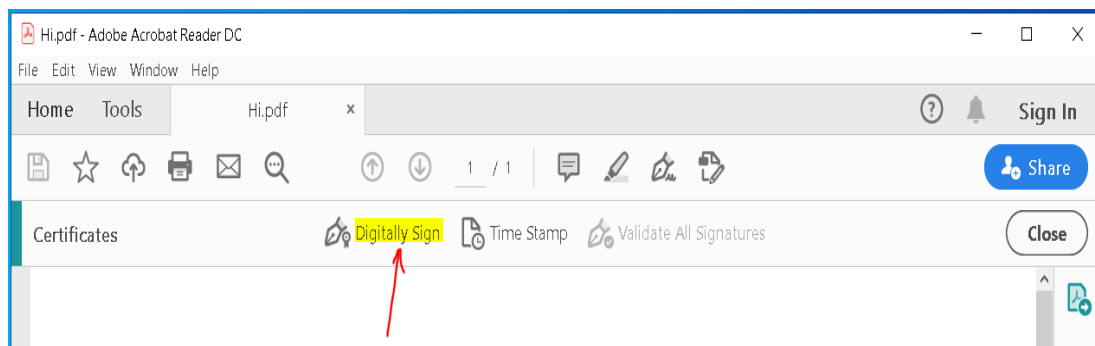 Hi.pdf - Adobe Acrobat Reader DC
File Edit View Window Help
Home Tools Hi.pdf × ? Sign In
1 / 1 Share
Certificates Digitally Sign Time Stamp Validate All Signatures Close